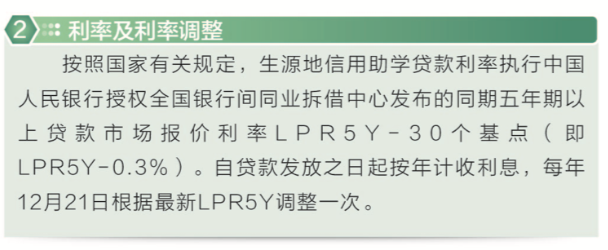 2 利率及利率调整
按照国家有关规定，生源地信用助学贷款利率执行中国
人民银行授权全国银行间同业拆借中心发布的同期五年期以
上贷款市场报价利率LPR5Y-30个基点（即
LPR5Y-0.3%）。自贷款发放之日起按年计收利息，每年
12月21日根据最新LPR5Y调整一次。